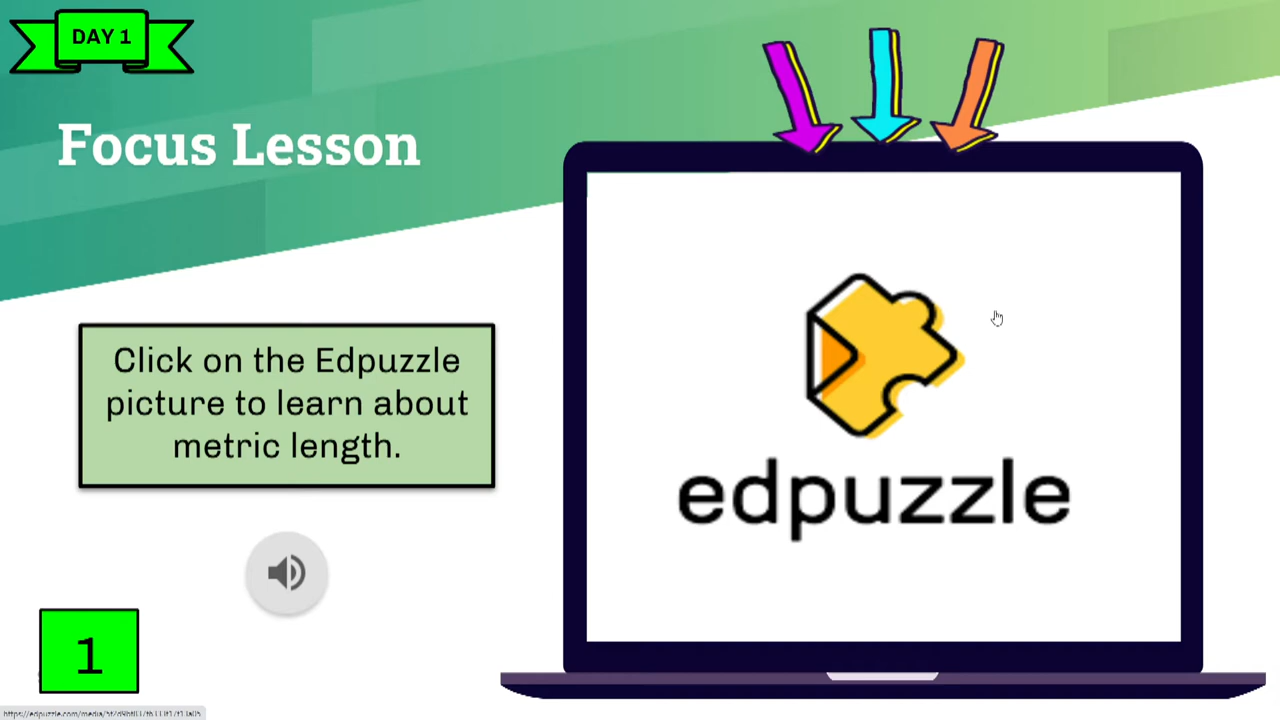 DAY 1
Focus Lesson
Click on the Edpuzzle
picture to learn about
metric length.
edpuzzle
1